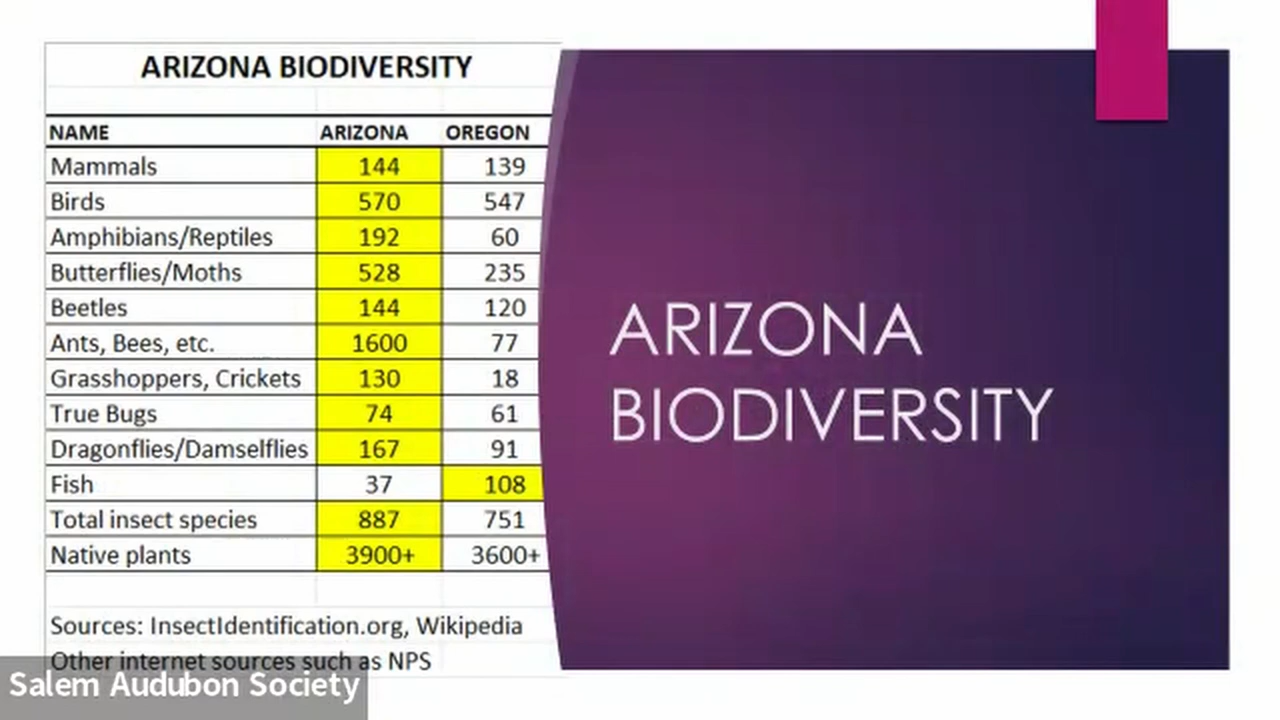 ARIZONA BIODIVERSITY
NAME ARIZONA OREGON
Mammals 144 139
Birds 570 547
Amphibians/Reptiles 192 60
Butterflies/Moths 528 235
Beetles 144 120
Ants, Bees, etc. 1600 77
Grasshoppers, Crickets 130 18
True Bugs 74 61
Dragonflies/Damselflies 167 91
Fish 37 108
Total insect species 887 751
Native plants 3900+ 3600+
Sources: InsectIdentification.org, Wikipedia
Other internet sources such as NPS
ARIZONA
BIODIVERSITY
Salem Audubon Society